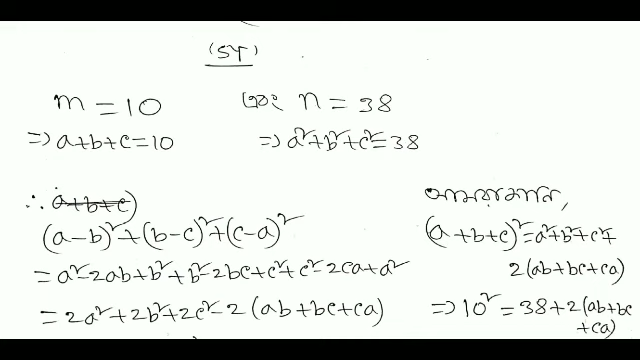 (গ)
m = 10 এবং n = 38
⇒ a+b+c=10 ⇒ a²+b²+c²=38
∴ a+b+c)
(a-b)²+(b-c)²+(c-a)²
= a²-2ab+b²+b²-2bc+c²+c²-2ca+a²
= 2a²+2b²+2c²-2(ab+bc+ca)
আমরা জানি,
(a+b+c)²=a²+b²+c²+
2(ab+bc+ca)
⇒ 10² = 38+2(ab+bc
+ca)